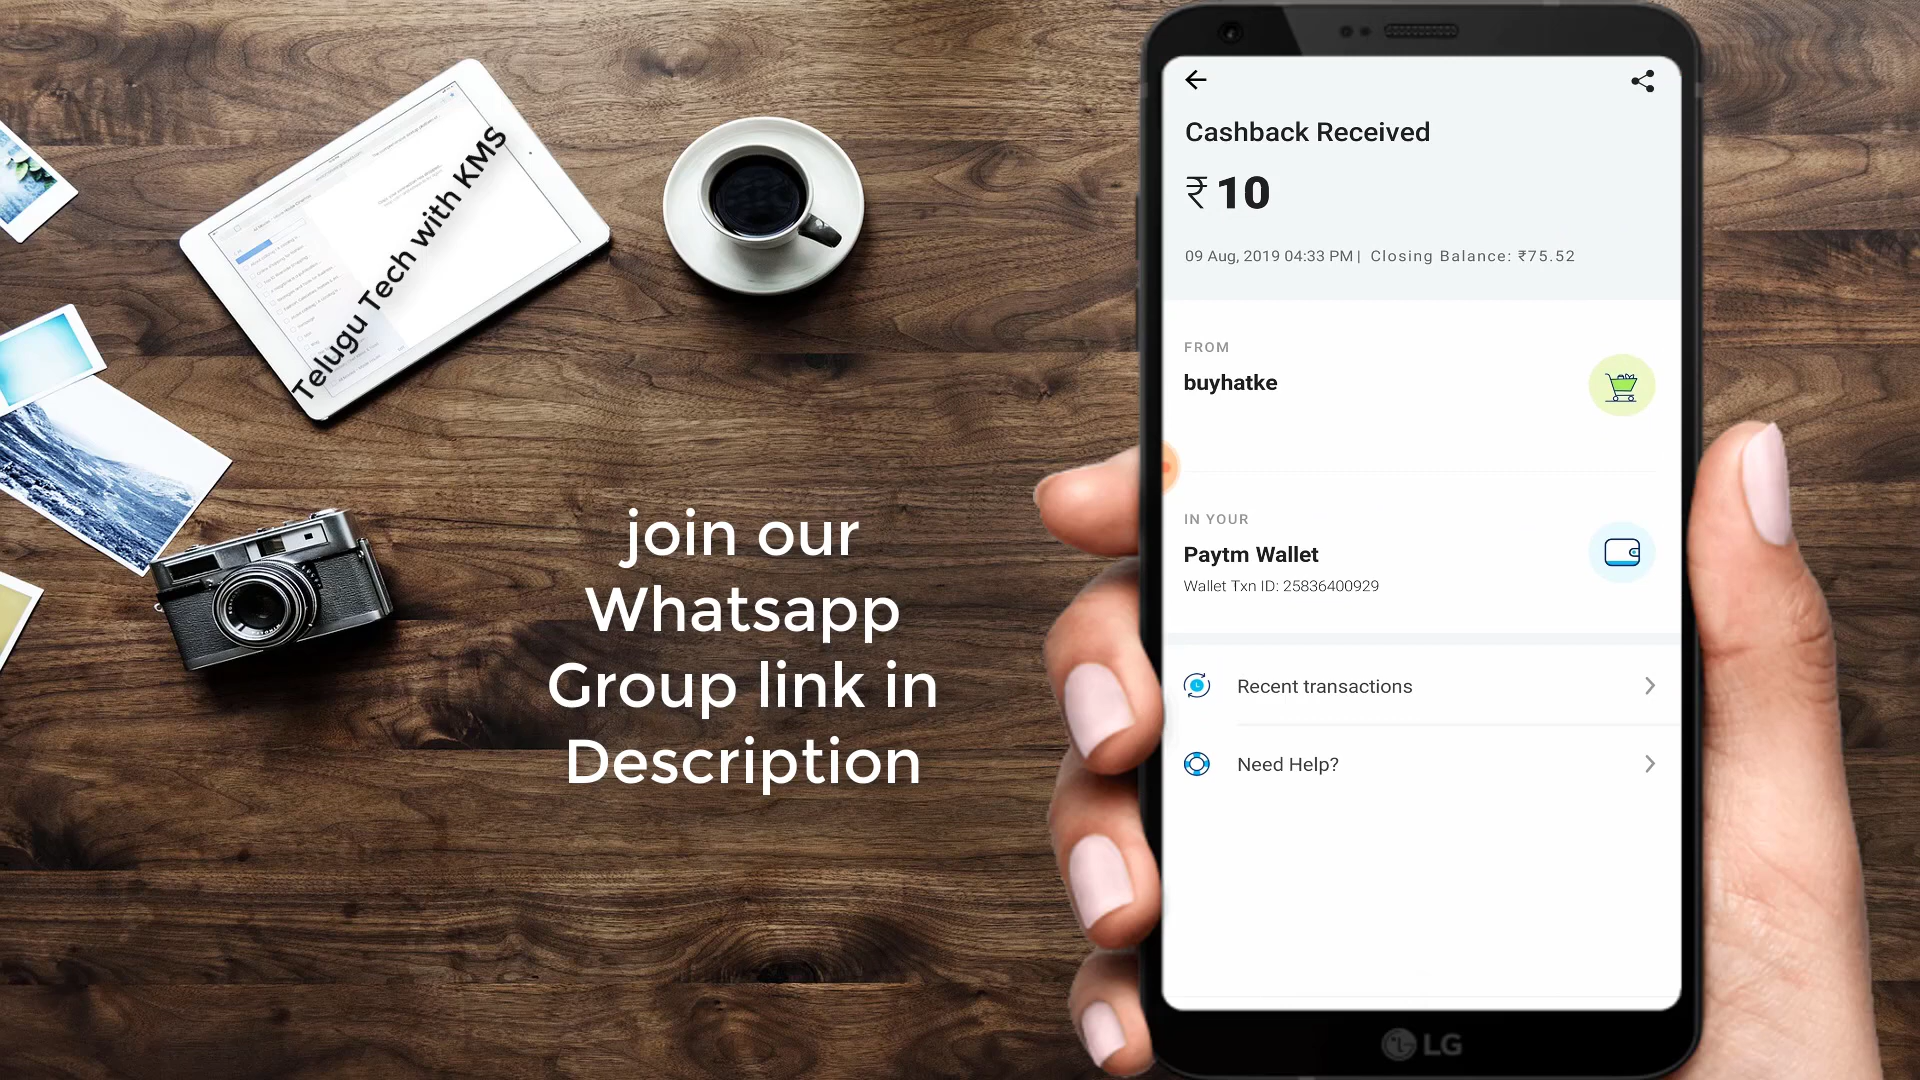 Telugu Tech with KMS
join our
Whatsapp
Group link in
Description
Cashback Received
₹ 10
09 Aug, 2019 04:33 PM | Closing Balance: ₹75.52
FROM
buyhatke
IN YOUR
Paytm Wallet
Wallet Txn ID: 25836400929
Recent transactions
Need Help?
LG